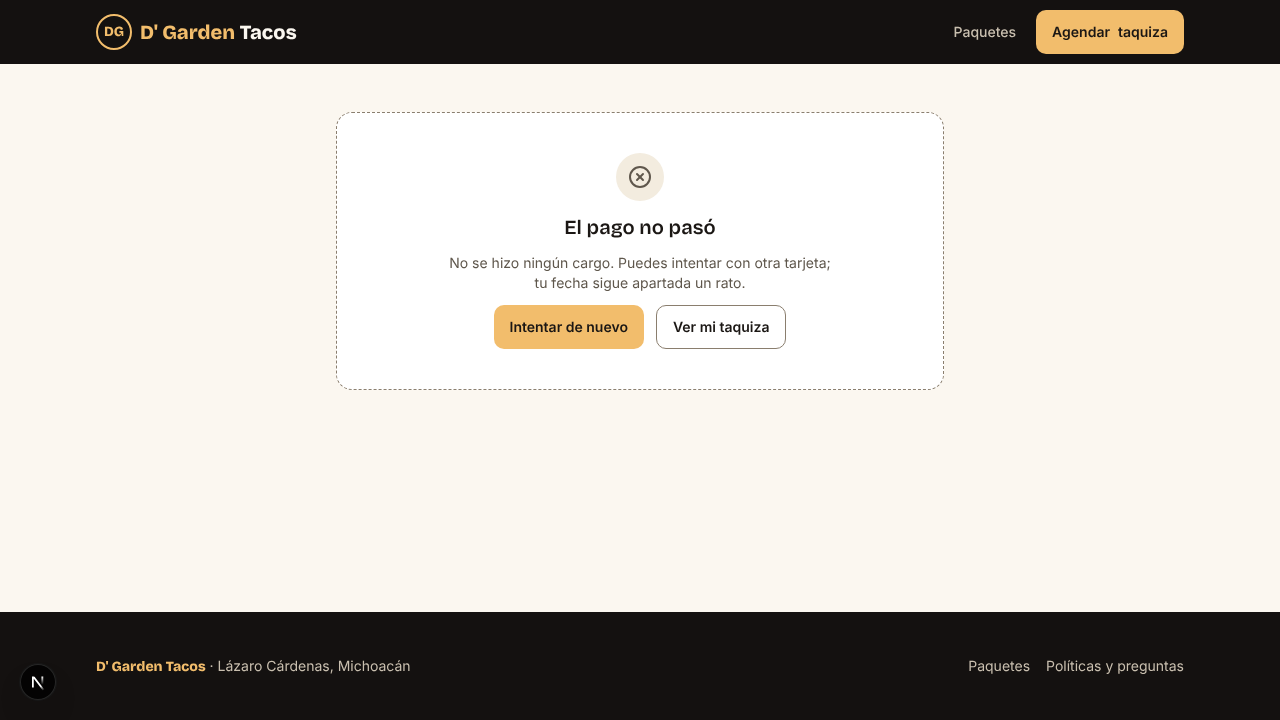 DG D' Garden Tacos
Paquetes
Agendar taquiza
El pago no pasó
No se hizo ningún cargo. Puedes intentar con otra tarjeta;
tu fecha sigue apartada un rato.
Intentar de nuevo
Ver mi taquiza
D' Garden Tacos · Lázaro Cárdenas, Michoacán
Paquetes
Políticas y preguntas
N